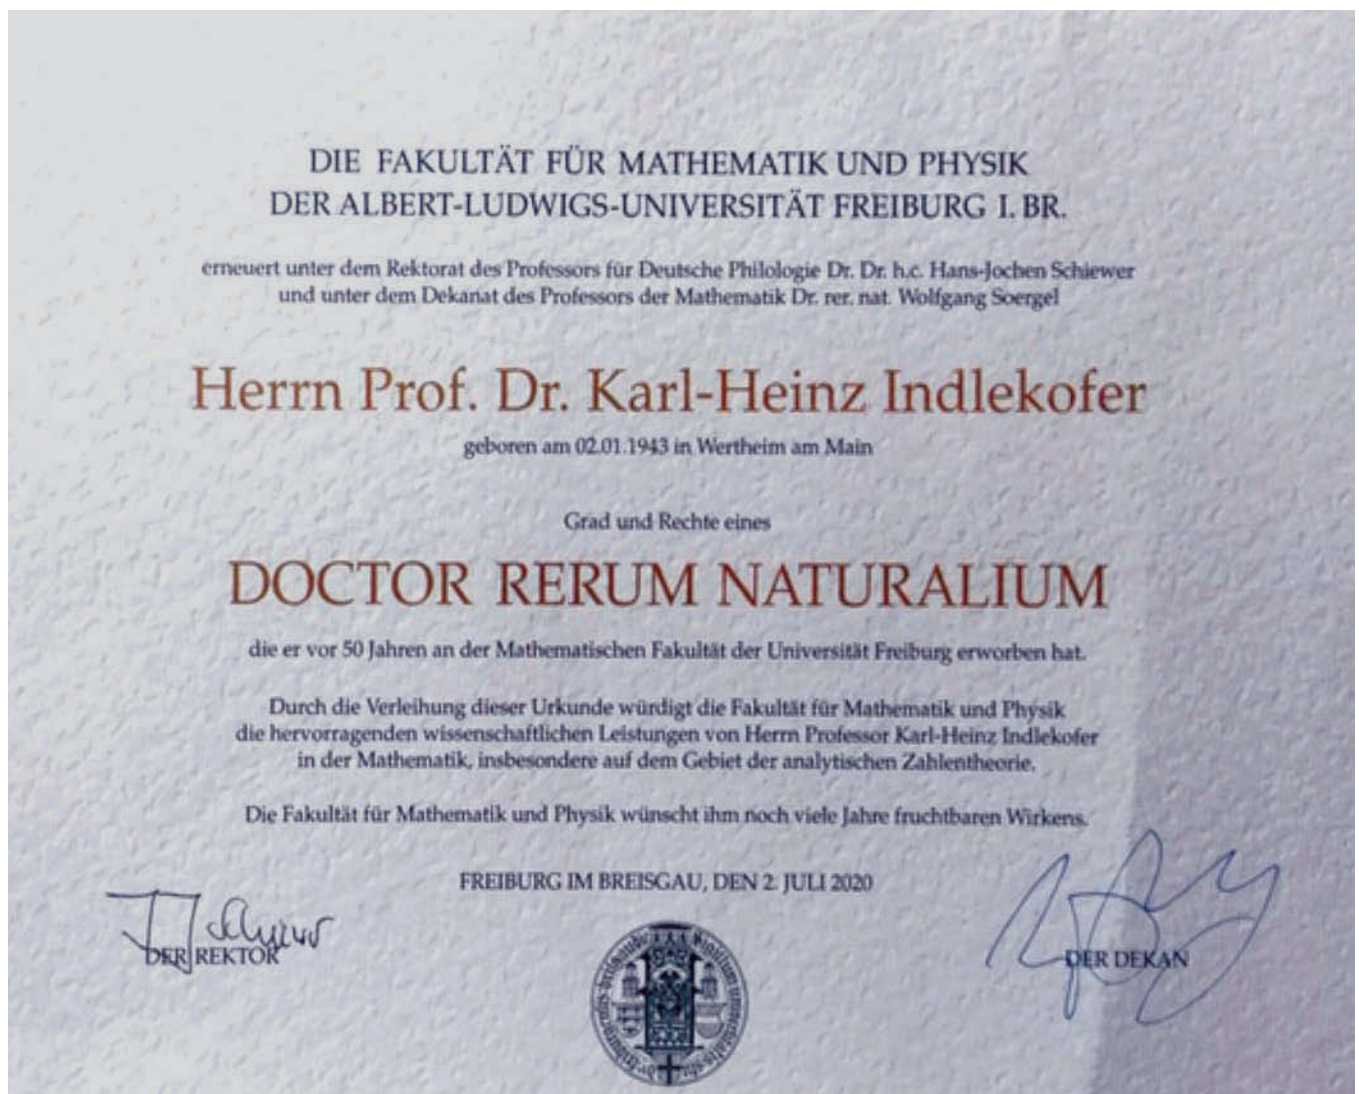 DIE FAKULTÄT FÜR MATHEMATIK UND PHYSIK
DER ALBERT-LUDWIGS-UNIVERSITÄT FREIBURG I. BR.
erneuert unter dem Rektorat des Professors für Deutsche Philologie Dr. Dr. h.c. Hans-Jochen Schiewer
und unter dem Dekanat des Professors der Mathematik Dr. rer. nat. Wolfgang Soergel
Herrn Prof. Dr. Karl-Heinz Indlekofer
geboren am 02.01.1943 in Wertheim am Main
Grad und Rechte eines
DOCTOR RERUM NATURALIUM
die er vor 50 Jahren an der Mathematischen Fakultät der Universität Freiburg erworben hat.
Durch die Verleihung dieser Urkunde würdigt die Fakultät für Mathematik und Physik
die hervorragenden wissenschaftlichen Leistungen von Herrn Professor Karl-Heinz Indlekofer
in der Mathematik, insbesondere auf dem Gebiet der analytischen Zahlentheorie.
Die Fakultät für Mathematik und Physik wünscht ihm noch viele Jahre fruchtbaren Wirkens.
FREIBURG IM BREISGAU, DEN 2. JULI 2020
DER REKTOR
DER DEKAN